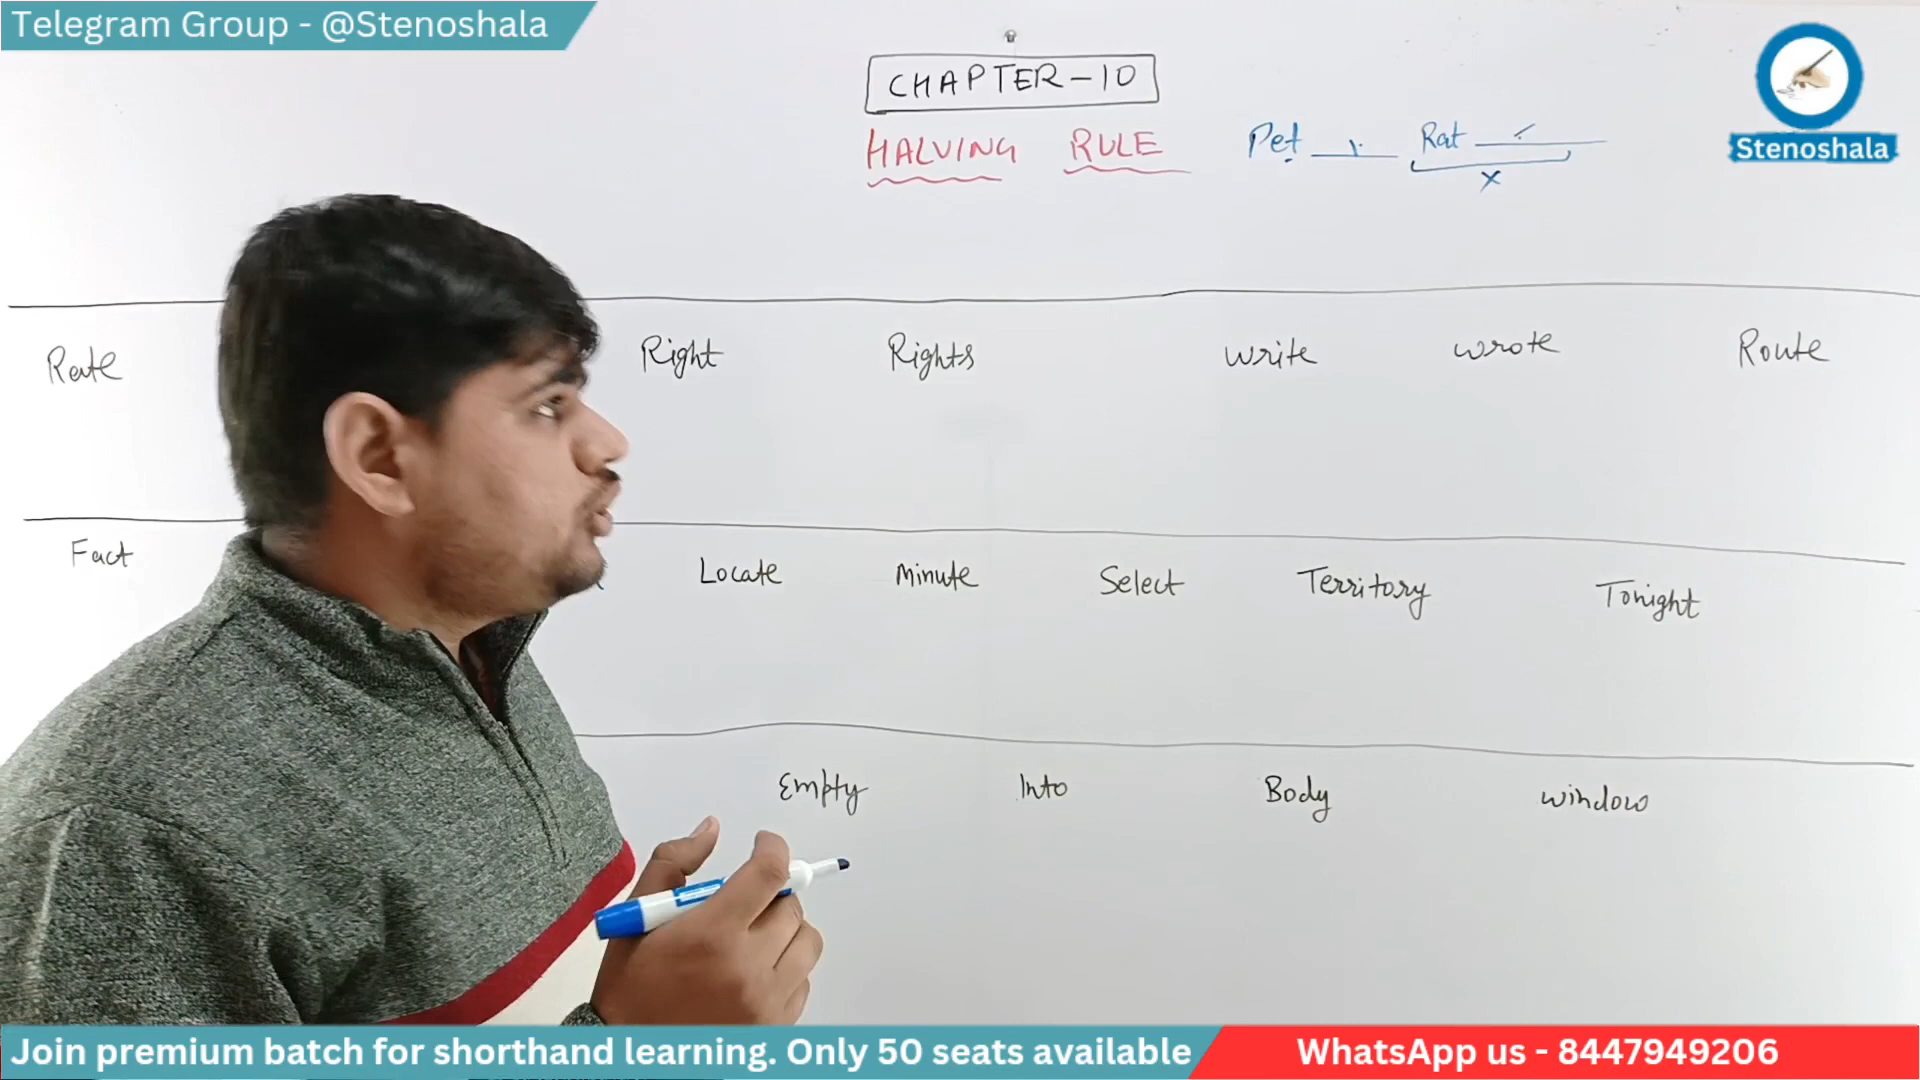 Telegram Group - @Stenoshala
CHAPTER-10
HALVING RULE Pet Rat
x
Stenoshala
Rate Right Rights write wrote Route
Fact Locate Minute Select Territory Tonight
Empty Into Body window
Join premium batch for shorthand learning. Only 50 seats available
WhatsApp us - 8447949206